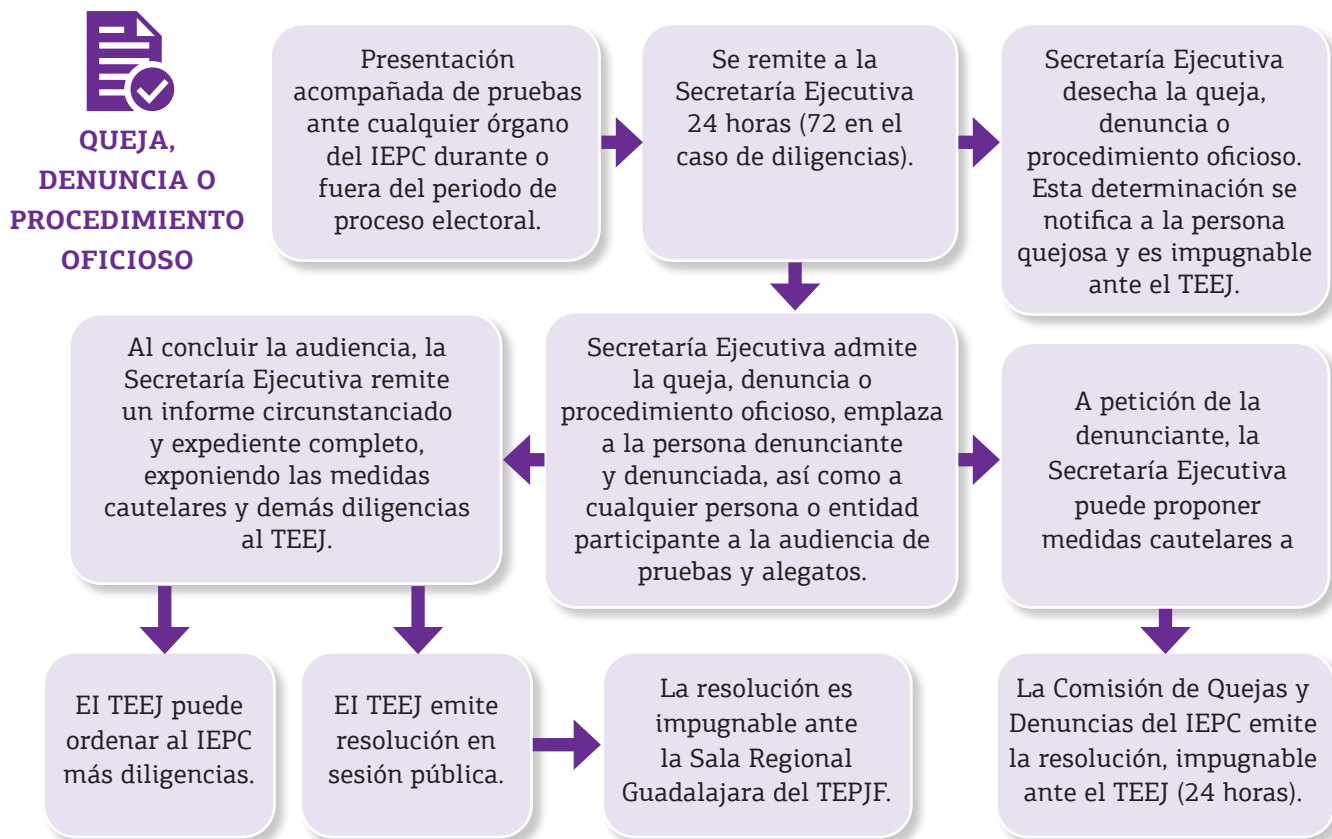 QUEJA,
DENUNCIA O
PROCEDIMIENTO
OFICIOSO
Presentación
acompañada de pruebas
ante cualquier órgano
del IEPC durante o
fuera del periodo de
proceso electoral.
Se remite a la
Secretaría Ejecutiva
24 horas (72 en el
caso de diligencias).
Secretaría Ejecutiva
desecha la queja,
denuncia o
procedimiento oficioso.
Esta determinación se
notifica a la persona
quejosa y es impugnable
ante el TEEJ.
Al concluir la audiencia, la
Secretaría Ejecutiva remite
un informe circunstanciado
y expediente completo,
exponiendo las medidas
cautelares y demás diligencias
al TEEJ.
Secretaría Ejecutiva admite
la queja, denuncia o
procedimiento oficioso, emplaza
a la persona denunciante
y denunciada, así como a
cualquier persona o entidad
participante a la audiencia de
pruebas y alegatos.
A petición de la
denunciante, la
Secretaría Ejecutiva
puede proponer
medidas cautelares a
El TEEJ puede
ordenar al IEPC
más diligencias.
El TEEJ emite
resolución en
sesión pública.
La resolución es
impugnable ante
la Sala Regional
Guadalajara del TEPJF.
La Comisión de Quejas y
Denuncias del IEPC emite
la resolución, impugnable
ante el TEEJ (24 horas).